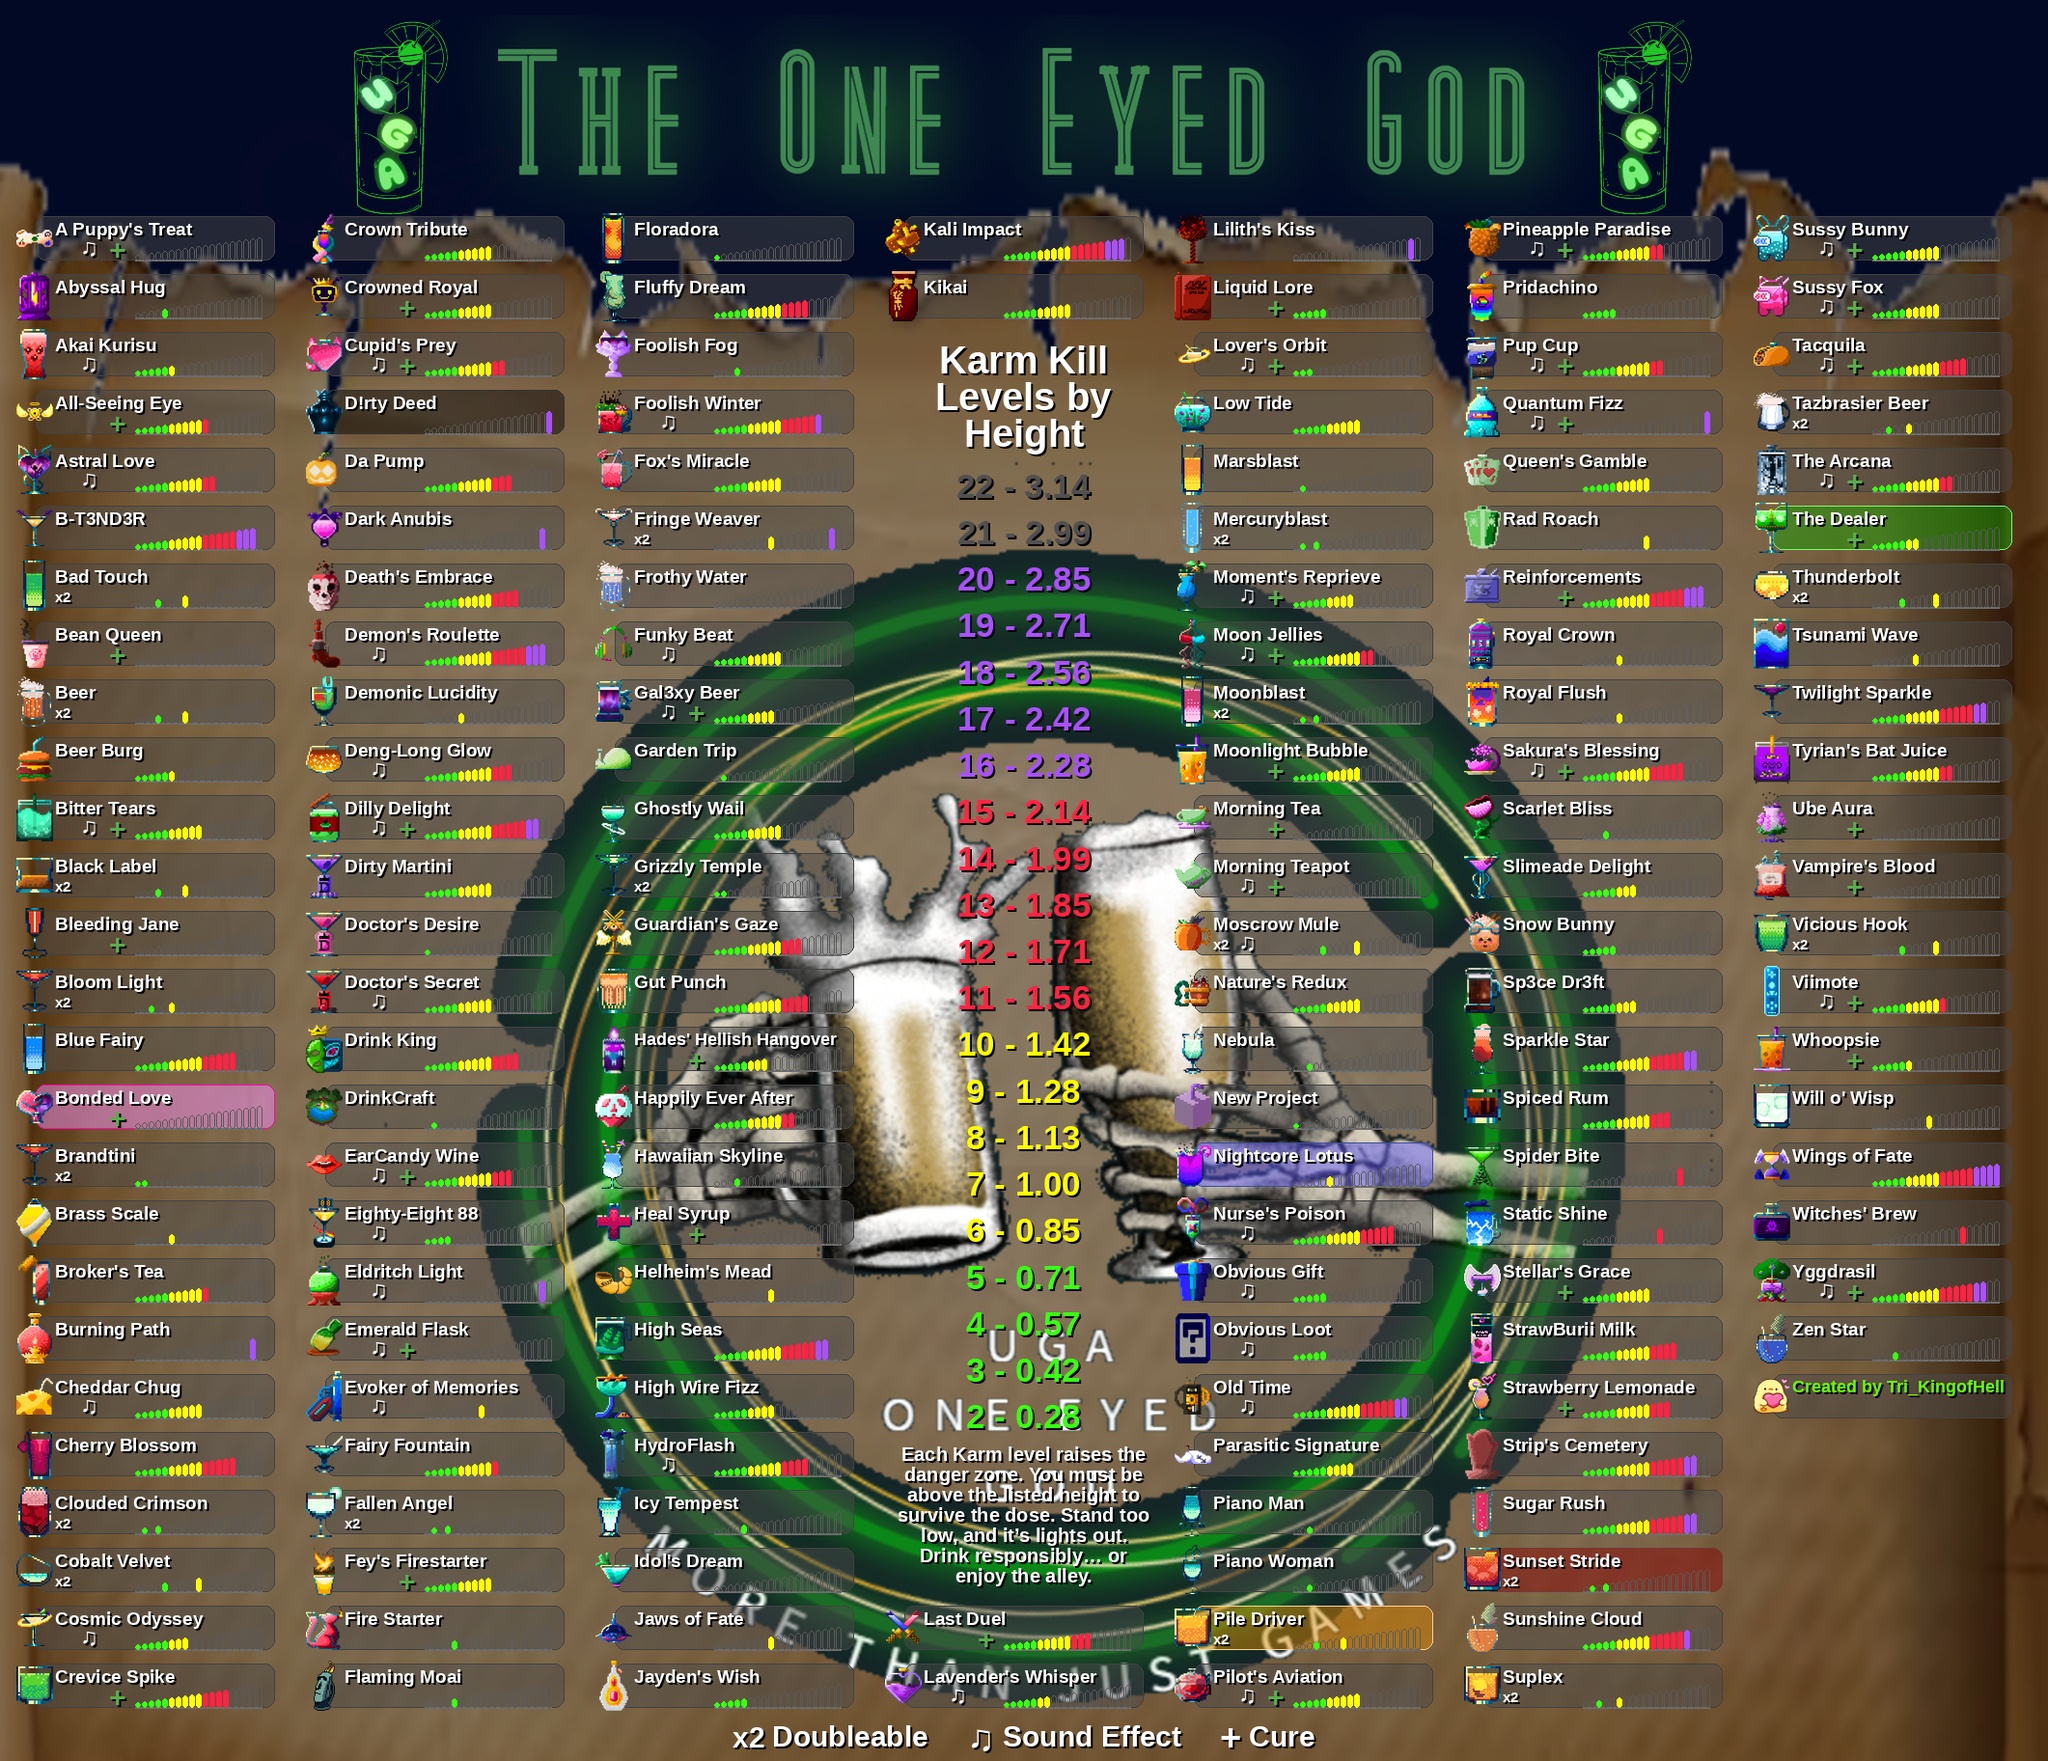 THE ONE EYED GOD
UGA
UGA
A Puppy's Treat
♫ +
Abyssal Hug
Akai Kurisu
♫
All-Seeing Eye
+
Astral Love
♫
B-T3ND3R
Bad Touch
x2
Bean Queen
+
Beer
x2
Beer Burg
Bitter Tears
♫ +
Black Label
x2
Bleeding Jane
+
Bloom Light
x2
Blue Fairy
Bonded Love
+
Brandtini
x2
Brass Scale
Broker's Tea
Burning Path
Cheddar Chug
♫
Cherry Blossom
Clouded Crimson
x2
Cobalt Velvet
x2
Cosmic Odyssey
♫
Crevice Spike
+
Crown Tribute
Crowned Royal
+
Cupid's Prey
♫ +
D!rty Deed
Da Pump
Dark Anubis
Death's Embrace
Demon's Roulette
♫
Demonic Lucidity
Deng-Long Glow
♫
Dilly Delight
♫ +
Dirty Martini
Doctor's Desire
Doctor's Secret
♫
Drink King
DrinkCraft
EarCandy Wine
♫ +
Eighty-Eight 88
♫
Eldritch Light
♫
Emerald Flask
♫ +
Evoker of Memories
♫
Fairy Fountain
Fallen Angel
x2
Fey's Firestarter
+
Fire Starter
Flaming Moai
Floradora
Fluffy Dream
Foolish Fog
Foolish Winter
♫
Fox's Miracle
Fringe Weaver
x2
Frothy Water
Funky Beat
♫
Gal3xy Beer
♫ +
Garden Trip
Ghostly Wail
Grizzly Temple
x2
Guardian's Gaze
Gut Punch
Hades' Hellish Hangover
+
Happily Ever After
Hawaiian Skyline
Heal Syrup
+
Helheim's Mead
High Seas
High Wire Fizz
HydroFlash
♫
Icy Tempest
Idol's Dream
Jaws of Fate
Jayden's Wish
Kali Impact
Kikai
Karm Kill
Levels by
Height
22 - 3.14
21 - 2.99
20 - 2.85
19 - 2.71
18 - 2.56
17 - 2.42
16 - 2.28
15 - 2.14
14 - 1.99
13 - 1.85
12 - 1.71
11 - 1.56
10 - 1.42
9 - 1.28
8 - 1.13
7 - 1.00
6 - 0.85
5 - 0.71
4 - 0.57
3 - 0.42
2 - 0.28
UGA
ONE EYED
GOD
MORE THAN JUST GAMES
Each Karm level raises the
danger zone. You must be
above the listed height to
survive the dose. Stand too
low, and it's lights out.
Drink responsibly... or
enjoy the alley.
Last Duel
+
Lavender's Whisper
♫
Lilith's Kiss
Liquid Lore
+
Lover's Orbit
♫ +
Low Tide
Marsblast
Mercuryblast
x2
Moment's Reprieve
♫ +
Moon Jellies
♫ +
Moonblast
x2
Moonlight Bubble
+
Morning Tea
+
Morning Teapot
♫ +
Moscrow Mule
x2 ♫
Nature's Redux
Nebula
New Project
Nightcore Lotus
Nurse's Poison
♫
Obvious Gift
♫
Obvious Loot
♫
Old Time
♫
Parasitic Signature
Piano Man
Piano Woman
Pile Driver
x2
Pilot's Aviation
♫ +
Pineapple Paradise
♫ +
Pridachino
Pup Cup
♫ +
Quantum Fizz
♫ +
Queen's Gamble
Rad Roach
Reinforcements
+
Royal Crown
Royal Flush
Sakura's Blessing
♫ +
Scarlet Bliss
Slimeade Delight
Snow Bunny
Sp3ce Dr3ft
Sparkle Star
Spiced Rum
Spider Bite
Static Shine
Stellar's Grace
+
StrawBurii Milk
Strawberry Lemonade
+
Strip's Cemetery
Sugar Rush
Sunset Stride
x2
Sunshine Cloud
Suplex
x2
Sussy Bunny
♫ +
Sussy Fox
♫ +
Tacquila
♫ +
Tazbrasier Beer
x2
The Arcana
♫ +
The Dealer
+
Thunderbolt
x2
Tsunami Wave
Twilight Sparkle
Tyrian's Bat Juice
Ube Aura
+
Vampire's Blood
+
Vicious Hook
x2
Viimote
♫ +
Whoopsie
+
Will o' Wisp
Wings of Fate
Witches' Brew
Yggdrasil
♫ +
Zen Star
Created by Tri_KingofHell
x2 Doubleable ♫ Sound Effect + Cure